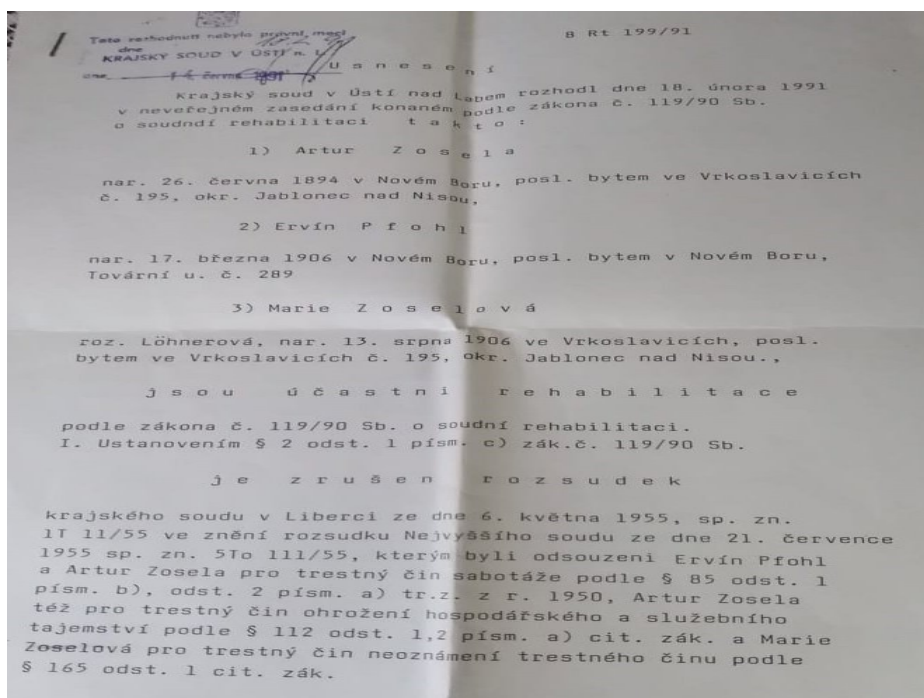 8 Rt 199/91
Toto rozhodnutí nabylo právní moci
dne
KRAJSKÝ SOUD V ÚSTÍ n. L.
dne 14. června 1991
U s n e s e n í
Krajský soud v Ústí nad Labem rozhodl dne 18. února 1991
v neveřejném zasedání konaném podle zákona č. 119/90 Sb.
o soudndí rehabilitaci t a k t o :
1) Artur Z o s e l a
nar. 26. června 1894 v Novém Boru, posl. bytem ve Vrkoslavicích
č. 195, okr. Jablonec nad Nisou,
2) Ervín P f o h l
nar. 17. března 1906 v Novém Boru, posl. bytem v Novém Boru,
Tovární u. č. 289
3) Marie Z o s e l o v á
roz. Löhnerová, nar. 13. srpna 1906 ve Vrkoslavicích, posl.
bytem ve Vrkoslavicích č. 195, okr. Jablonec nad Nisou.,
j s o u ú č a s t n i r e h a b i l i t a c e
podle zákona č. 119/90 Sb. o soudní rehabilitaci.
I. Ustanovením § 2 odst. 1 písm. c) zák.č. 119/90 Sb.
j e z r u š e n r o z s u d e k
krajského soudu v Liberci ze dne 6. května 1955, sp. zn.
1T 11/55 ve znění rozsudku Nejvyššího soudu ze dne 21. července
1955 sp. zn. 5To 111/55, kterým byli odsouzeni Ervín Pfohl
a Artur Zosela pro trestný čin sabotáže podle § 85 odst. 1
písm. b), odst. 2 písm. a) tr.z. z r. 1950, Artur Zosela
též pro trestný čin ohrožení hospodářského a služebního
tajemství podle § 112 odst. 1,2 písm. a) cit. zák. a Marie
Zoselová pro trestný čin neoznámení trestného činu podle
§ 165 odst. 1 cit. zák.